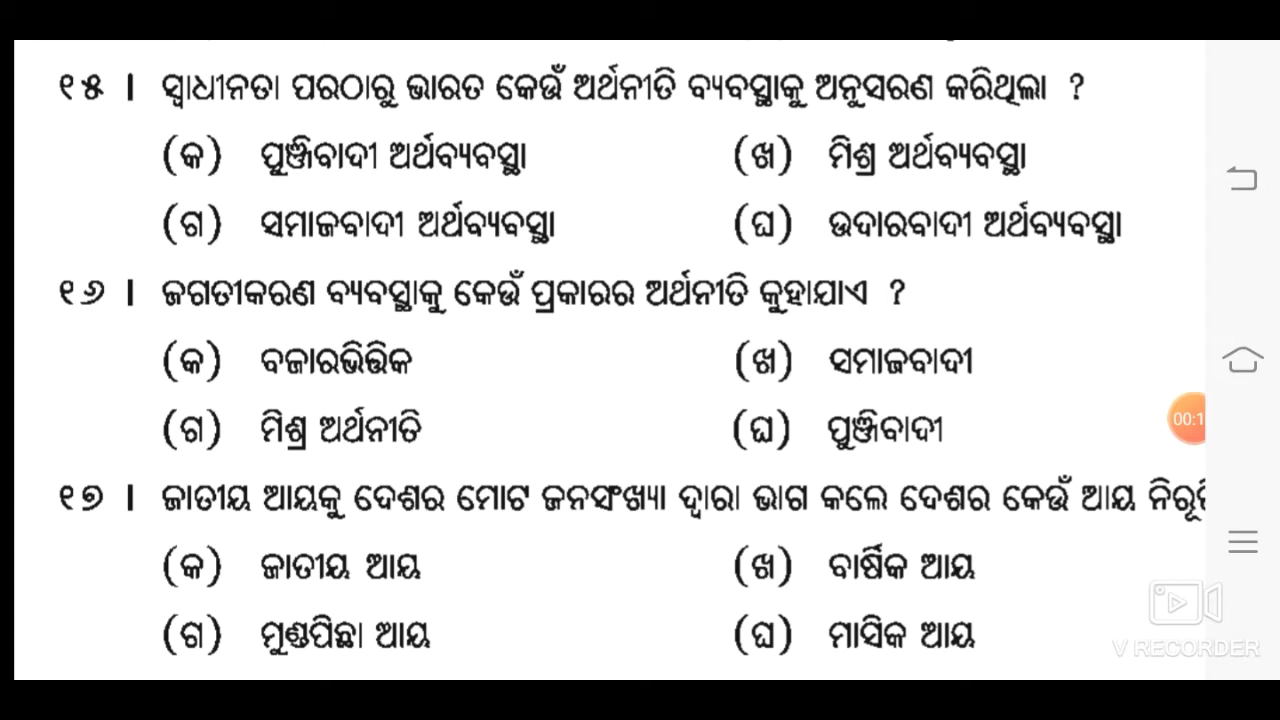 ୧୫ । ସ୍ୱାଧୀନତା ପରଠାରୁ ଭାରତ କେଉଁ ଅର୍ଥନୀତି ବ୍ୟବସ୍ଥାକୁ ଅନୁସରଣ କରିଥିଲା ?
(କ) ପୁଞ୍ଜିବାଦୀ ଅର୍ଥବ୍ୟବସ୍ଥା (ଖ) ମିଶ୍ର ଅର୍ଥବ୍ୟବସ୍ଥା
(ଗ) ସମାଜବାଦୀ ଅର୍ଥବ୍ୟବସ୍ଥା (ଘ) ଉଦାରବାଦୀ ଅର୍ଥବ୍ୟବସ୍ଥା
୧୬ । ଜଗତୀକରଣ ବ୍ୟବସ୍ଥାକୁ କେଉଁ ପ୍ରକାରର ଅର୍ଥନୀତି କୁହାଯାଏ ?
(କ) ବଜାରଭିତ୍ତିକ (ଖ) ସମାଜବାଦୀ
(ଗ) ମିଶ୍ର ଅର୍ଥନୀତି (ଘ) ପୁଞ୍ଜିବାଦୀ
00:1
୧୭ । ଜାତୀୟ ଆୟକୁ ଦେଶର ମୋଟ ଜନସଂଖ୍ୟା ଦ୍ୱାରା ଭାଗ କଲେ ଦେଶର କେଉଁ ଆୟ
(କ) ଜାତୀୟ ଆୟ (ଖ) ବାର୍ଷିକ ଆୟ
(ଗ) ମୁଣ୍ଡପିଛା ଆୟ (ଘ) ମାସିକ ଆୟ
V RECORDER